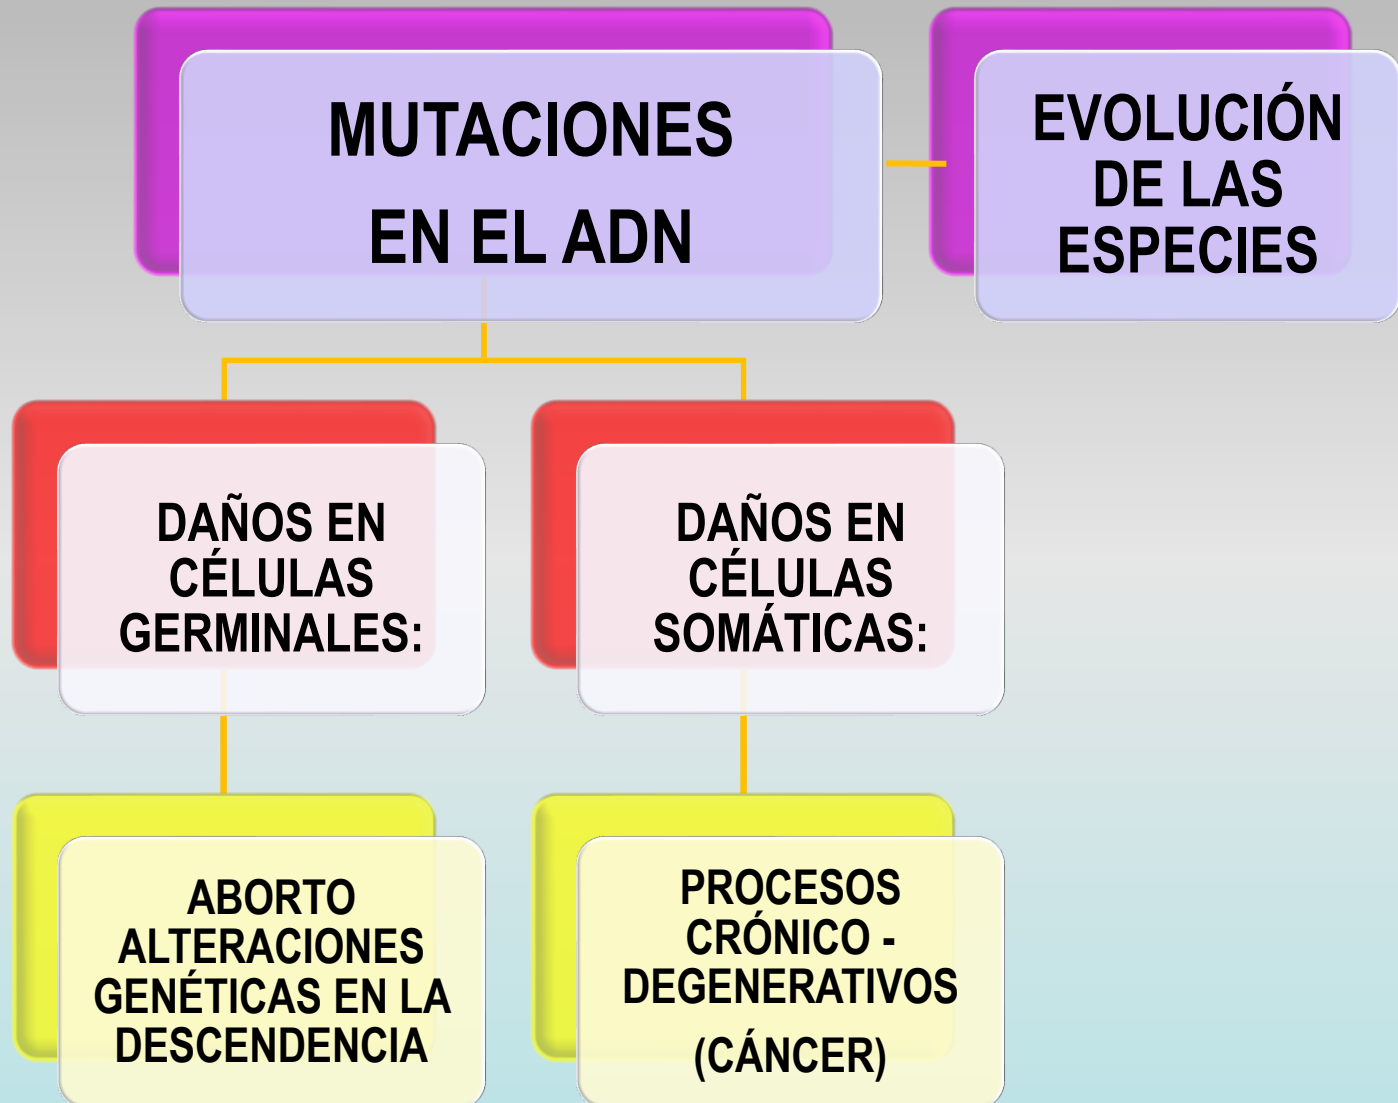 MUTACIONES
EN EL ADN
EVOLUCIÓN
DE LAS
ESPECIES
DAÑOS EN
CÉLULAS
GERMINALES:
DAÑOS EN
CÉLULAS
SOMÁTICAS:
ABORTO
ALTERACIONES
GENÉTICAS EN LA
DESCENDENCIA
PROCESOS
CRÓNICO -
DEGENERATIVOS
(CÁNCER)